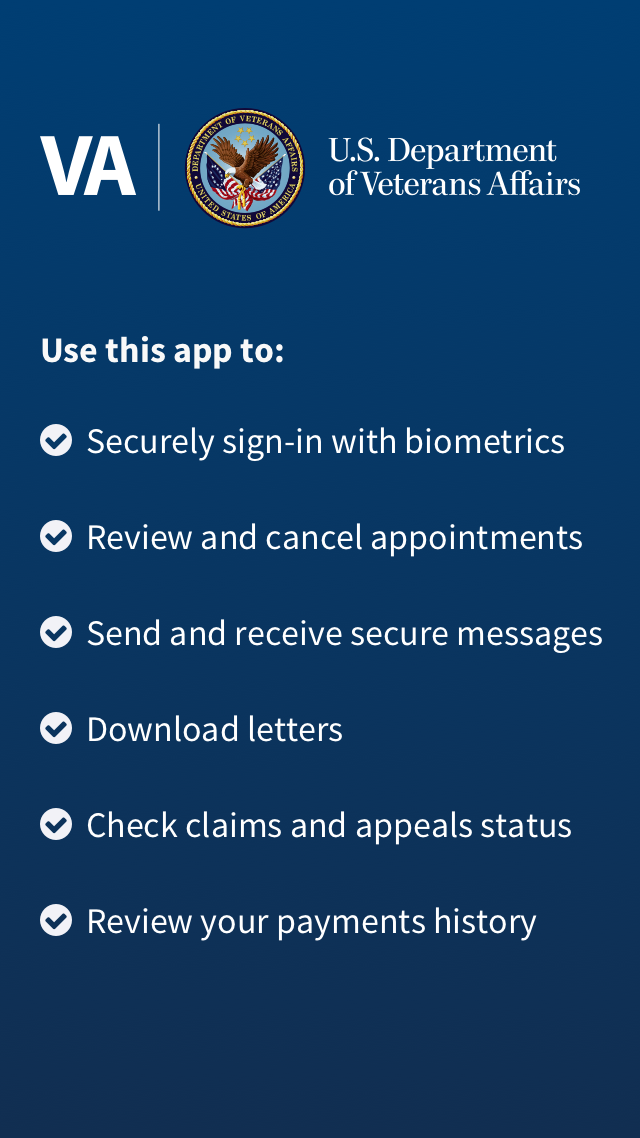 VA
DEPARTMENT OF VETERANS AFFAIRS
UNITED STATES OF AMERICA
U.S. Department
of Veterans Affairs
Use this app to:
Securely sign-in with biometrics
Review and cancel appointments
Send and receive secure messages
Download letters
Check claims and appeals status
Review your payments history